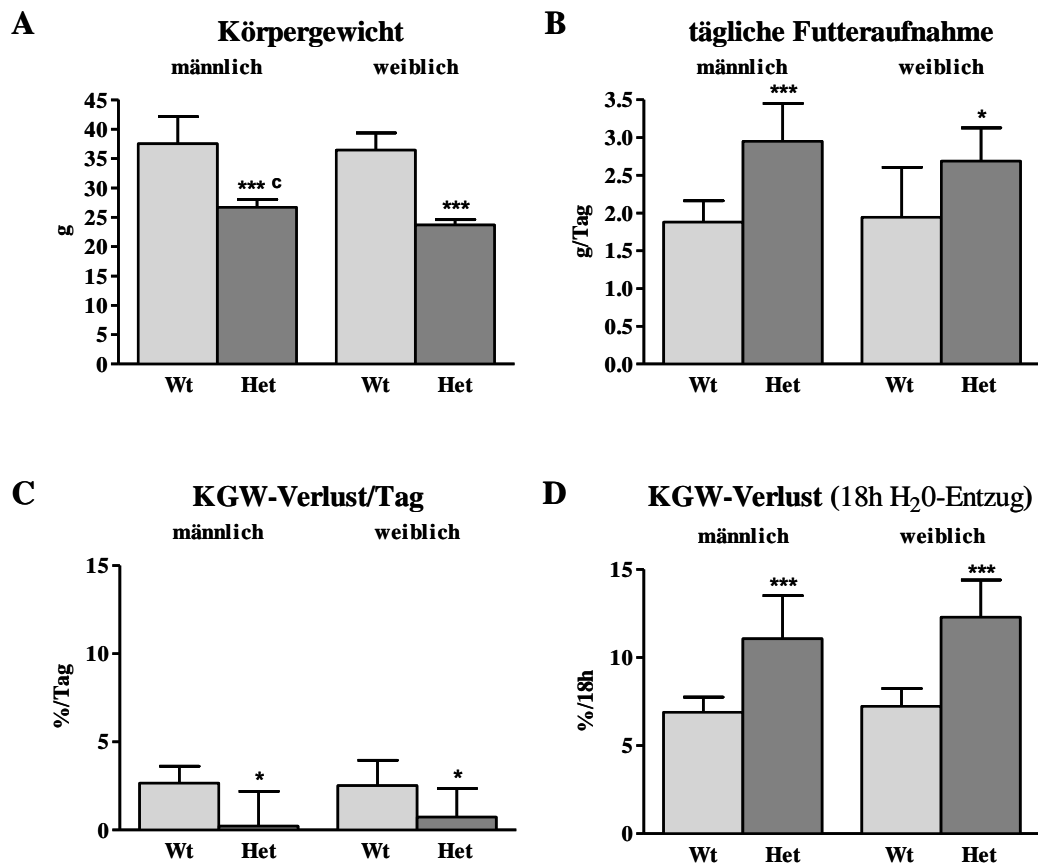 A
Körpergewicht
männlich weiblich
45
40
35
30
25
20
15
10
5
0
g
*** c
***
Wt Het Wt Het
B
tägliche Futteraufnahme
männlich weiblich
3.5
3.0
2.5
2.0
1.5
1.0
0.5
0.0
g/Tag
***
*
Wt Het Wt Het
C
KGW-Verlust/Tag
männlich weiblich
15
10
5
0
%/Tag
*
*
Wt Het Wt Het
D
KGW-Verlust (18h H₂0-Entzug)
männlich weiblich
15
10
5
0
%/18h
***
***
Wt Het Wt Het